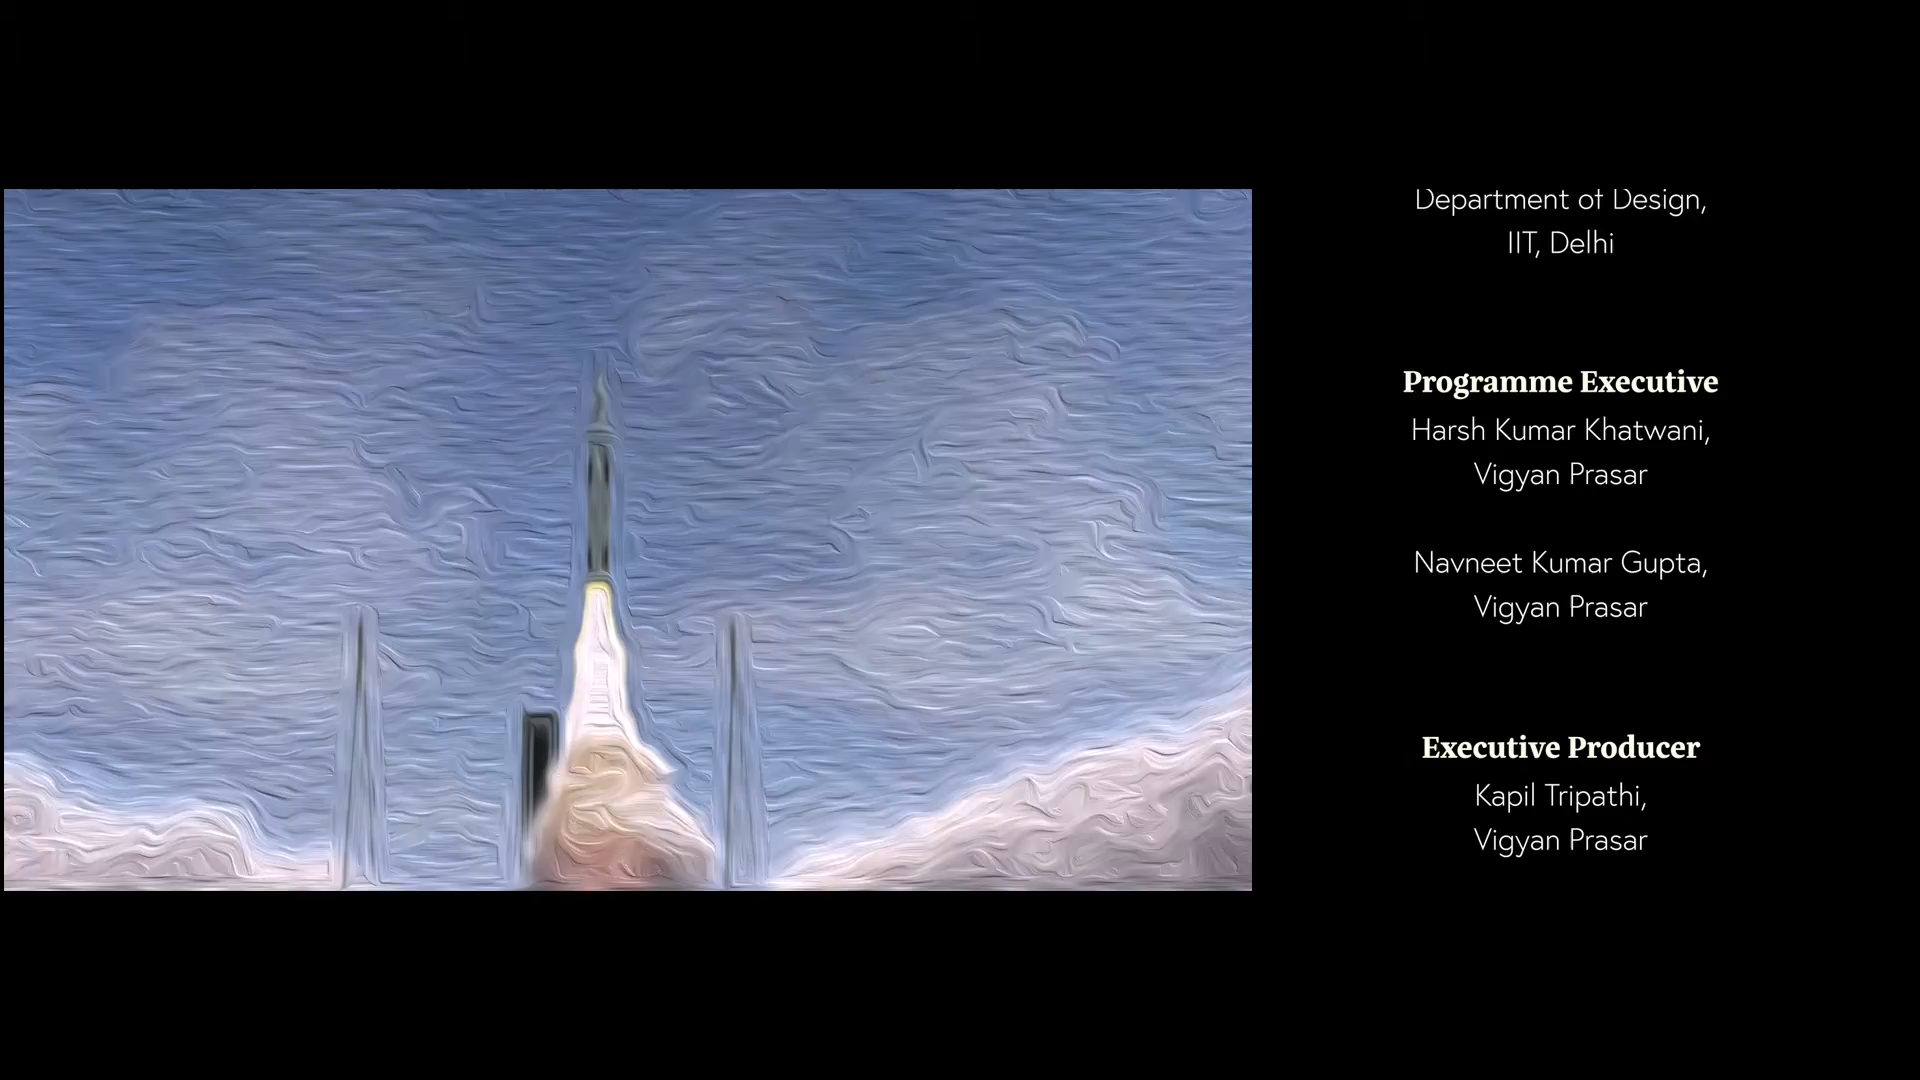 Department of Design,
IIT, Delhi
Programme Executive
Harsh Kumar Khatwani,
Vigyan Prasar
Navneet Kumar Gupta,
Vigyan Prasar
Executive Producer
Kapil Tripathi,
Vigyan Prasar